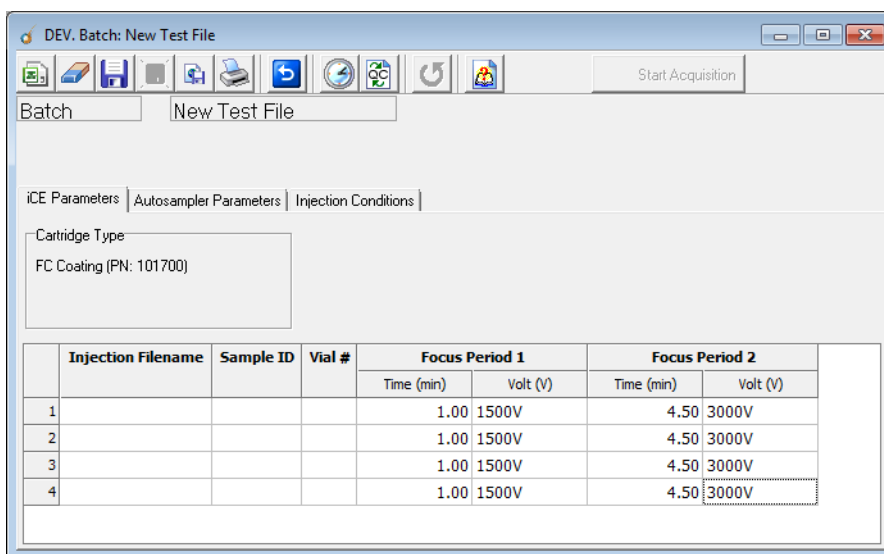 DEV. Batch: New Test File
QC
Start Acquisition
Batch New Test File
iCE Parameters Autosampler Parameters Injection Conditions
Cartridge Type
FC Coating (PN: 101700)
Injection Filename Sample ID Vial # Focus Period 1 Focus Period 2
Time (min) Volt (V) Time (min) Volt (V)
1 1.00 1500V 4.50 3000V
2 1.00 1500V 4.50 3000V
3 1.00 1500V 4.50 3000V
4 1.00 1500V 4.50 3000V